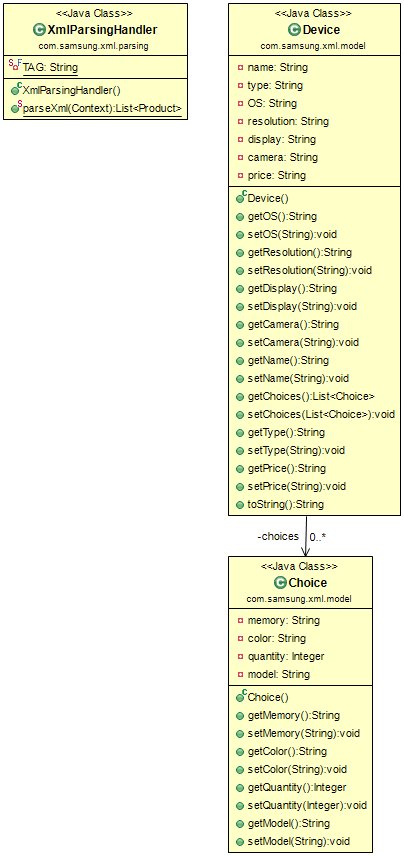 <<Java Class>>
XmlParsingHandler
com.samsung.xml.parsing
TAG: String
XmlParsingHandler()
parseXml(Context):List<Product>
<<Java Class>>
Device
com.samsung.xml.model
name: String
type: String
OS: String
resolution: String
display: String
camera: String
price: String
Device()
getOS():String
setOS(String):void
getResolution():String
setResolution(String):void
getDisplay():String
setDisplay(String):void
getCamera():String
setCamera(String):void
getName():String
setName(String):void
getChoices():List<Choice>
setChoices(List<Choice>):void
getType():String
setType(String):void
getPrice():String
setPrice(String):void
toString():String
-choices 0..*
<<Java Class>>
Choice
com.samsung.xml.model
memory: String
color: String
quantity: Integer
model: String
Choice()
getMemory():String
setMemory(String):void
getColor():String
setColor(String):void
getQuantity():Integer
setQuantity(Integer):void
getModel():String
setModel(String):void